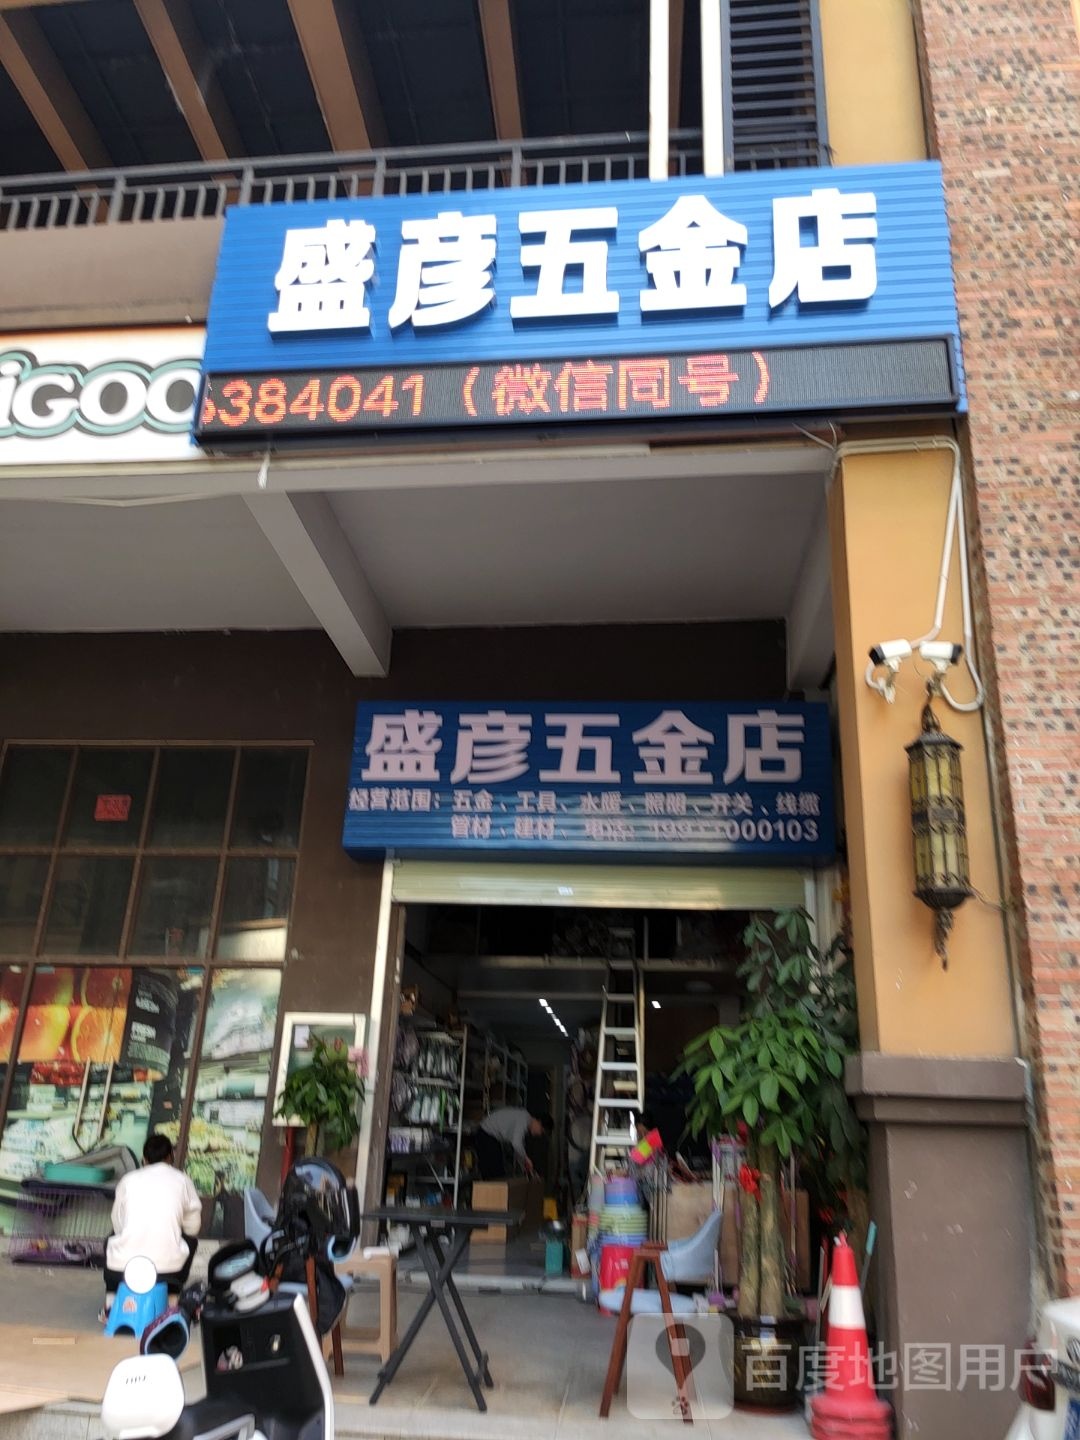 盛彦五金店
iGOO
384041（微信同号）
盛彦五金店
经营范围：五金、工具、水暖、照明、开关、线缆
管材、建材、电话：
百度地图用户